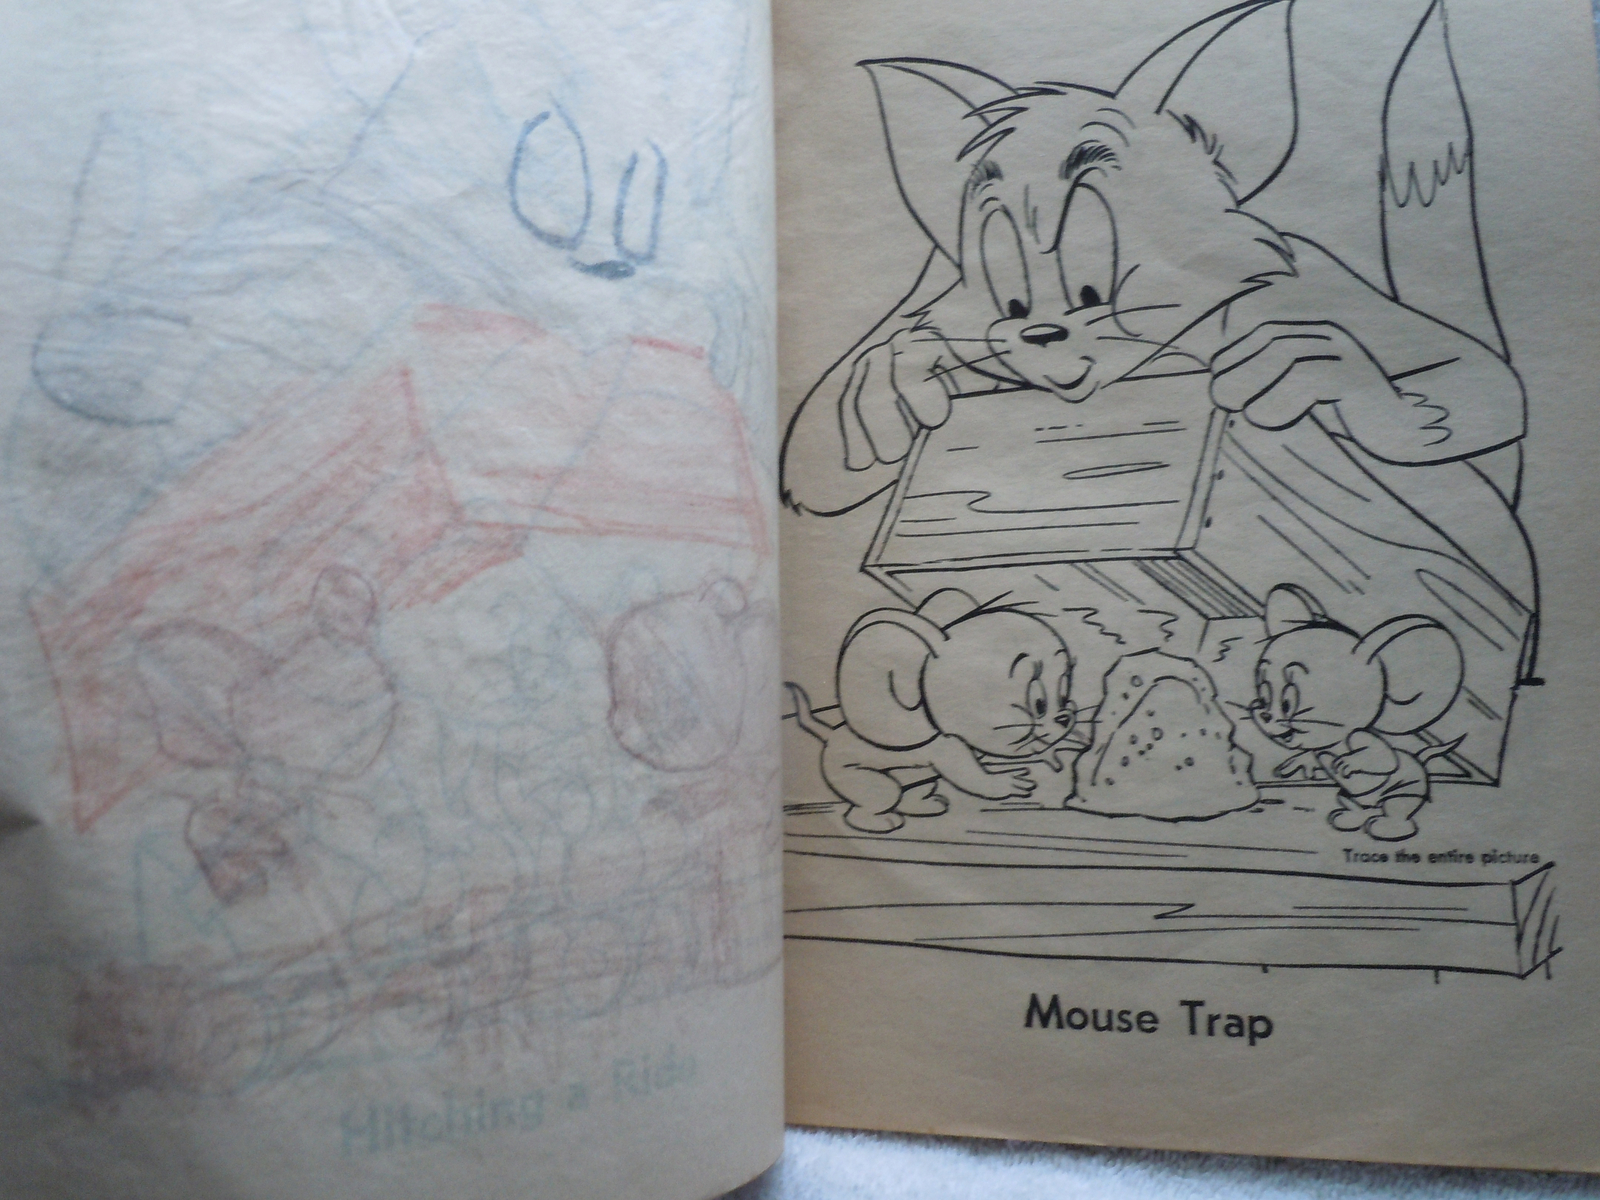 Hitching a Ride
Trace the entire picture
Mouse Trap